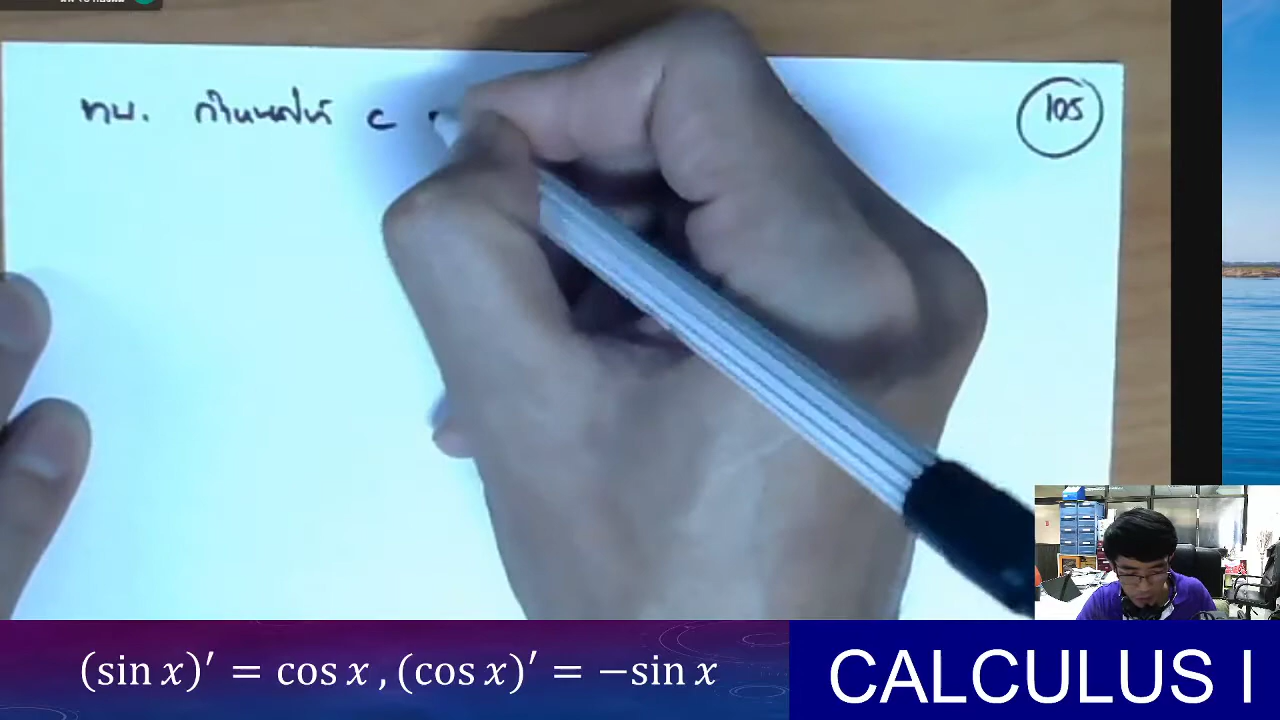 ทบ. กำหนดให้ c
105
(sin x)′ = cos x , (cos x)′ = −sin x
CALCULUS I